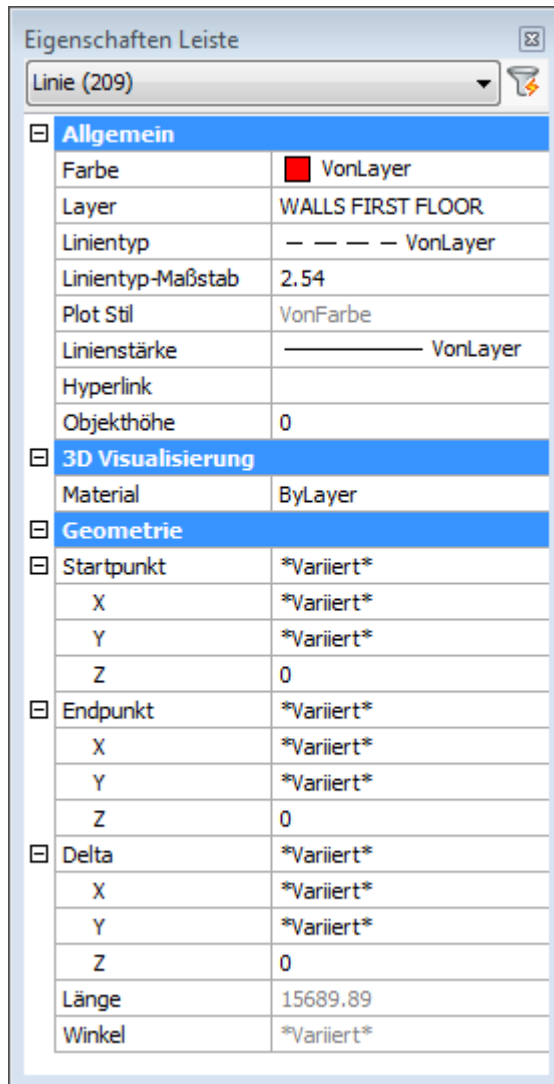 Eigenschaften Leiste
Linie (209)
Allgemein
Farbe VonLayer
Layer WALLS FIRST FLOOR
Linientyp VonLayer
Linientyp-Maßstab 2.54
Plot Stil VonFarbe
Linienstärke VonLayer
Hyperlink
Objekthöhe 0
3D Visualisierung
Material ByLayer
Geometrie
Startpunkt *Variiert*
X *Variiert*
Y *Variiert*
Z 0
Endpunkt *Variiert*
X *Variiert*
Y *Variiert*
Z 0
Delta *Variiert*
X *Variiert*
Y *Variiert*
Z 0
Länge 15689.89
Winkel *Variiert*